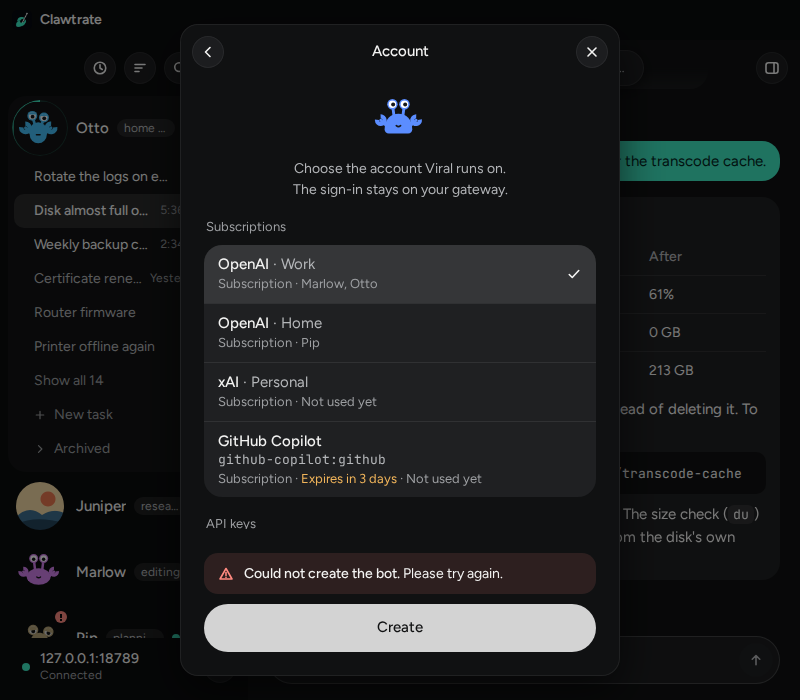 Clawtrate
Account
Otto
home ...
Choose the account Viral runs on.
The sign-in stays on your gateway.
the transcode cache.
Rotate the logs on e...
Disk almost full o...
Weekly backup c...
Certificate rene...
Router firmware
Printer offline again
Show all 14
+ New task
Archived
Subscriptions
OpenAI · Work
Subscription · Marlow, Otto
OpenAI · Home
Subscription · Pip
xAI · Personal
Subscription · Not used yet
GitHub Copilot
github-copilot:github
Subscription · Expires in 3 days · Not used yet
API keys
Could not create the bot. Please try again.
Create
After
61%
0 GB
213 GB
ead of deleting it. To
transcode-cache
The size check ( du )
the disk's own
Juniper
resea...
Marlow
editing
Pip
127.0.0.1:18789
Connected